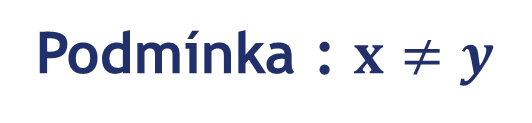 Podmínka : x ≠ y